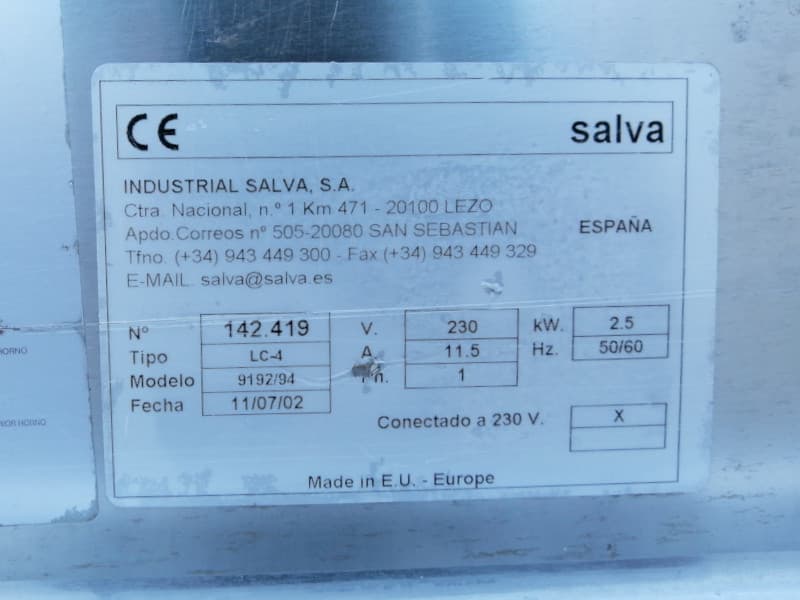 CE
salva
INDUSTRIAL SALVA, S.A.
Ctra. Nacional, n.º 1 Km 471 - 20100 LEZO
Apdo.Correos nº 505-20080 SAN SEBASTIAN
ESPAÑA
Tfno. (+34) 943 449 300 - Fax (+34) 943 449 329
E-MAIL. salva@salva.es
Nº 142.419 V. 230 kW. 2.5
Tipo LC-4 A. 11.5 Hz. 50/60
Modelo 9192/94 1
Fecha 11/07/02
Conectado a 230 V. X
Made in E.U. - Europe
HORNO
HORNO